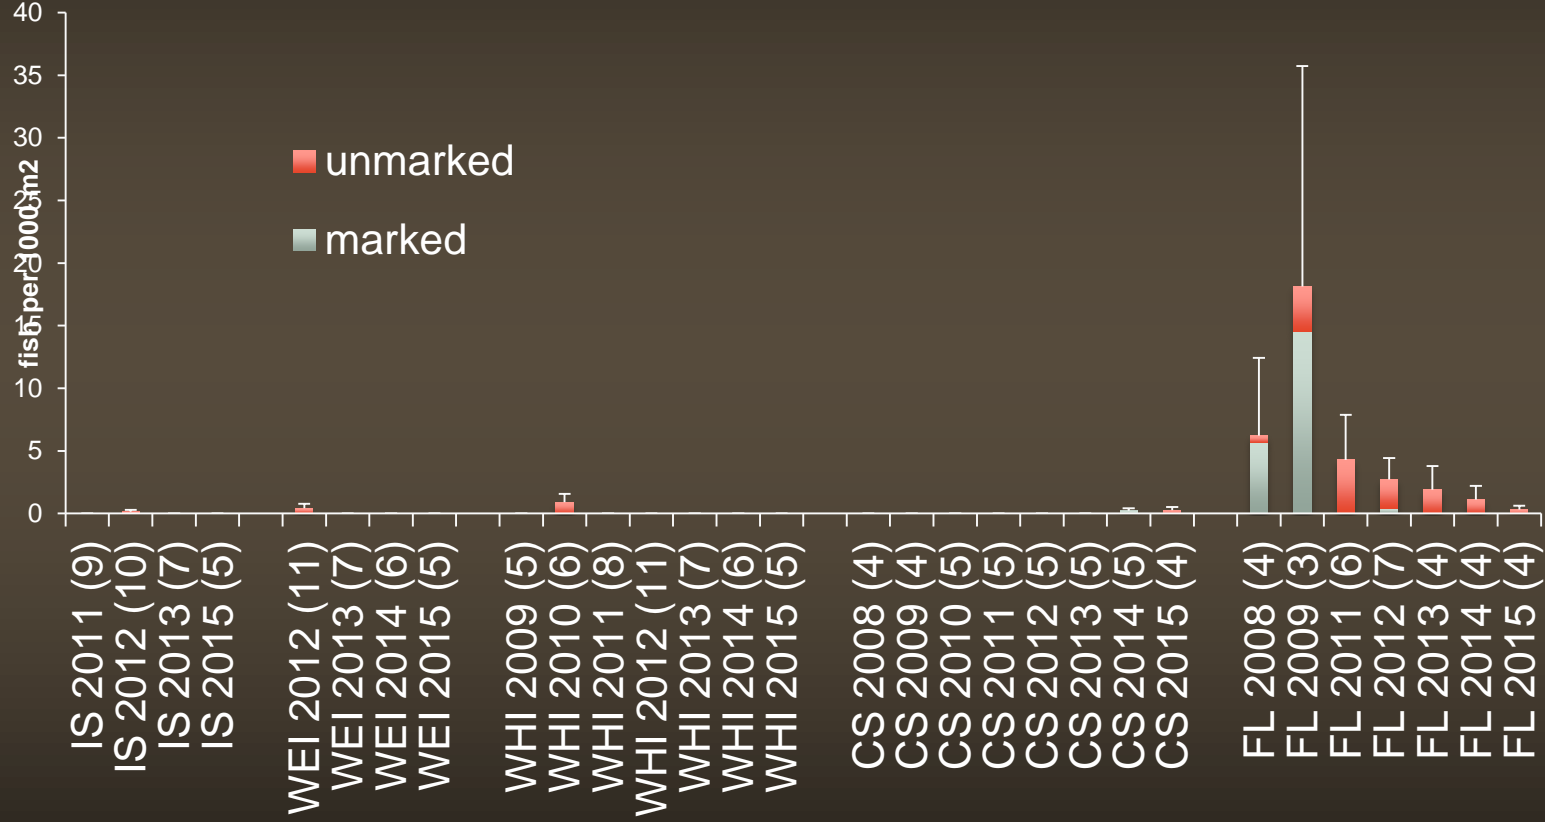 40
35
30
25
20
15
10
5
0
fish per 1000 m2
unmarked
marked
IS 2011 (9)
IS 2012 (10)
IS 2013 (7)
IS 2015 (5)
WEI 2012 (11)
WEI 2013 (7)
WEI 2014 (6)
WEI 2015 (5)
WHI 2009 (5)
WHI 2010 (6)
WHI 2011 (8)
WHI 2012 (11)
WHI 2013 (7)
WHI 2014 (6)
WHI 2015 (5)
CS 2008 (4)
CS 2009 (4)
CS 2010 (5)
CS 2011 (5)
CS 2012 (5)
CS 2013 (5)
CS 2014 (5)
CS 2015 (4)
FL 2008 (4)
FL 2009 (3)
FL 2011 (6)
FL 2012 (7)
FL 2013 (4)
FL 2014 (4)
FL 2015 (4)